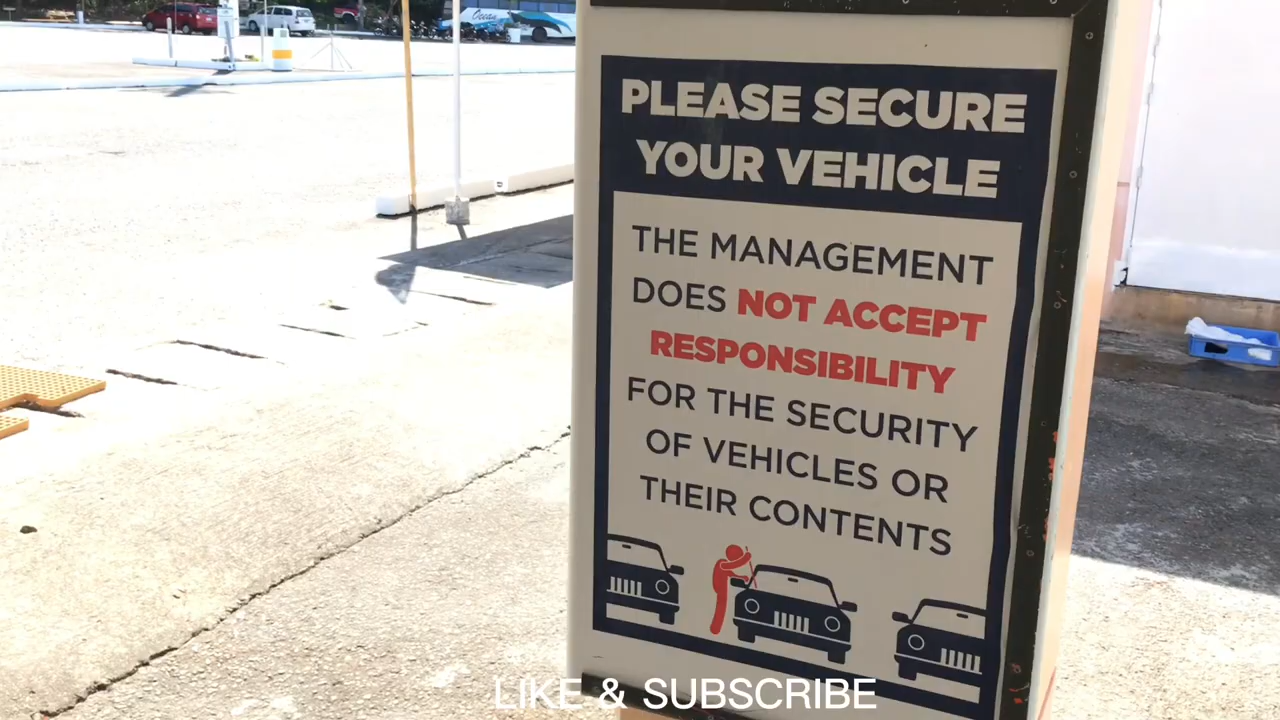 Ocean
PLEASE SECURE
YOUR VEHICLE
THE MANAGEMENT
DOES NOT ACCEPT
RESPONSIBILITY
FOR THE SECURITY
OF VEHICLES OR
THEIR CONTENTS
LIKE & SUBSCRIBE